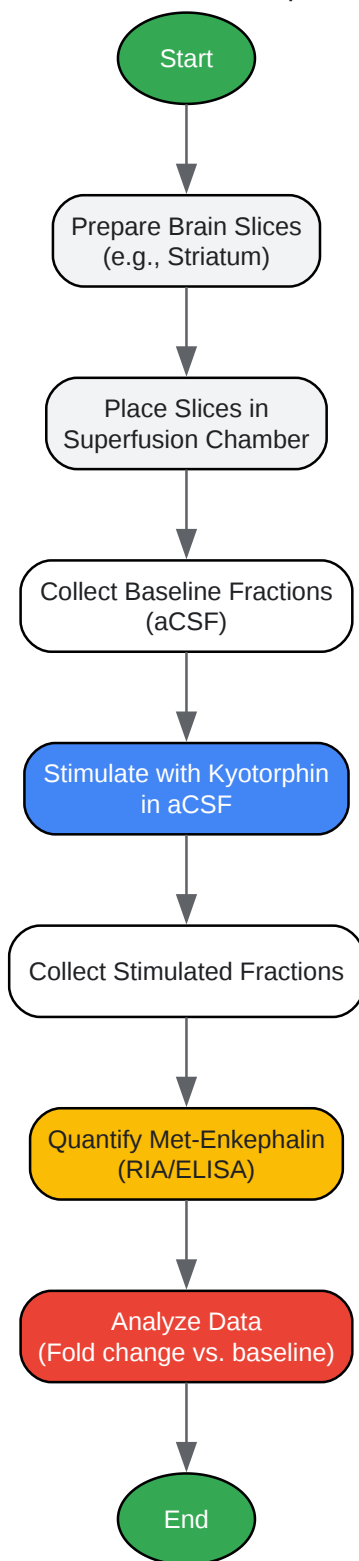 Start
Prepare Brain Slices
(e.g., Striatum)
Place Slices in
Superfusion Chamber
Collect Baseline Fractions
(aCSF)
Stimulate with Kyotorphin
in aCSF
Collect Stimulated Fractions
Quantify Met-Enkephalin
(RIA/ELISA)
Analyze Data
(Fold change vs. baseline)
End